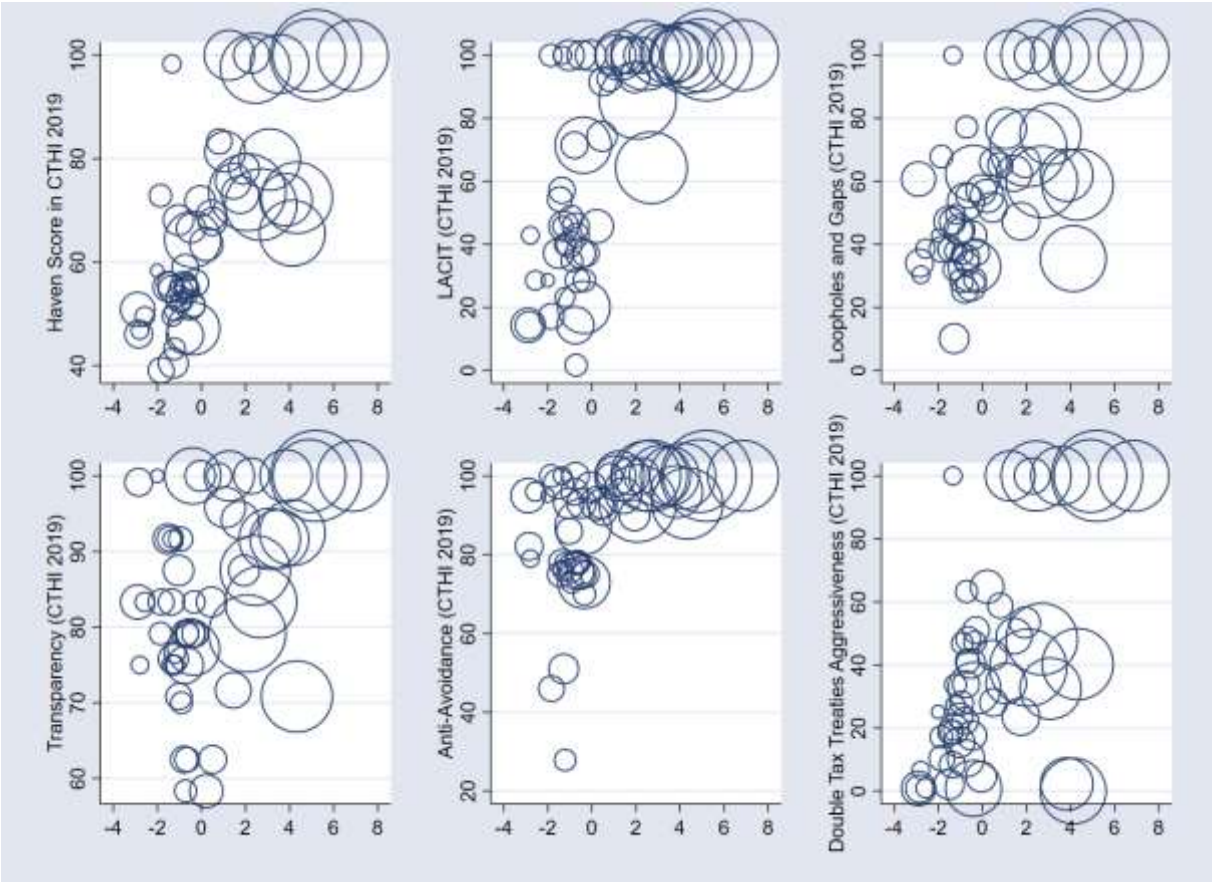 Haven Score in CTHI 2019
100
80
60
40
-4 -2 0 2 4 6 8
LACIT (CTHI 2019)
100
80
60
40
20
0
-4 -2 0 2 4 6 8
Loopholes and Gaps (CTHI 2019)
100
80
60
40
20
0
-4 -2 0 2 4 6 8
Transparency (CTHI 2019)
100
90
80
70
60
-4 -2 0 2 4 6 8
Anti-Avoidance (CTHI 2019)
100
80
60
40
20
-4 -2 0 2 4 6 8
Double Tax Treaties Aggressiveness (CTHI 2019)
100
80
60
40
20
0
-4 -2 0 2 4 6 8